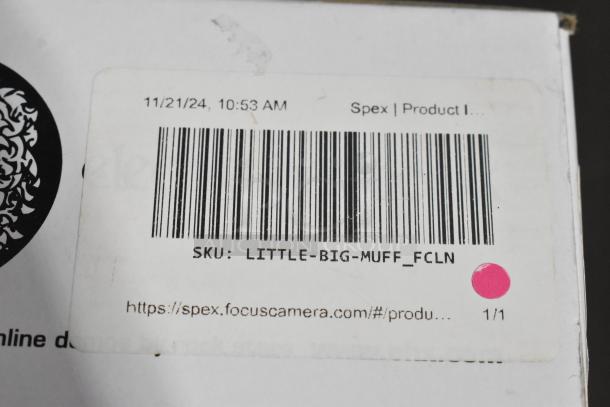 11/21/24, 10:53 AM
Spex | Product I...
SKU: LITTLE-BIG-MUFF_FCLN
https://spex.focuscamera.com/#/produ...
1/1
nline d